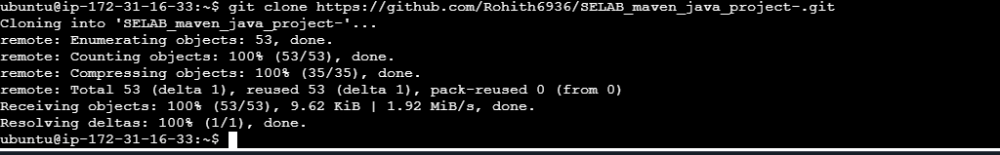 ubuntu@ip-172-31-16-33:~$ git clone https://github.com/Rohith6936/SELAB_maven_java_project-.git
Cloning into 'SELAB_maven_java_project-'...
remote: Enumerating objects: 53, done.
remote: Counting objects: 100% (53/53), done.
remote: Compressing objects: 100% (35/35), done.
remote: Total 53 (delta 1), reused 53 (delta 1), pack-reused 0 (from 0)
Receiving objects: 100% (53/53), 9.62 KiB | 1.92 MiB/s, done.
Resolving deltas: 100% (1/1), done.
ubuntu@ip-172-31-16-33:~$